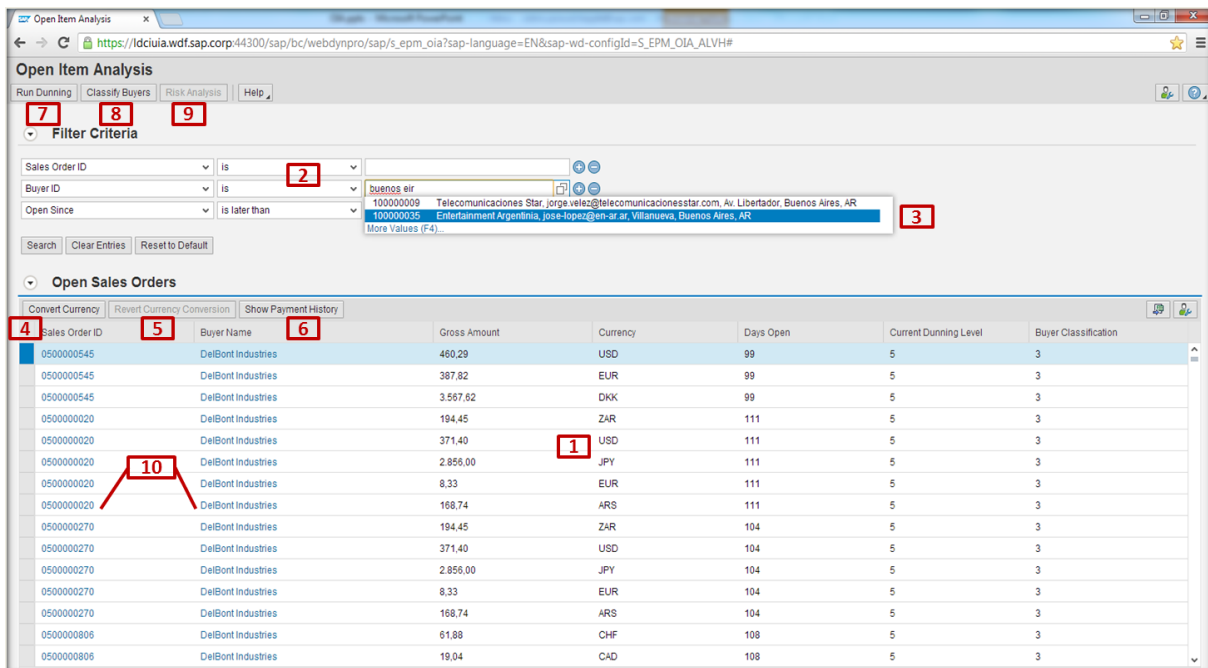 Open Item Analysis x
https://ldciuia.wdf.sap.corp:44300/sap/bc/webdynpro/sap/s_epm_oia?sap-language=EN&sap-wd-configId=S_EPM_OIA_ALVH#
Open Item Analysis
Run Dunning Classify Buyers Risk Analysis Help
7 8 9
Filter Criteria
Sales Order ID is
2
Buyer ID is buenos eir
100000009 Telecomunicaciones Star, jorge.velez@telecomunicacionesstar.com, Av. Libertador, Buenos Aires, AR
Open Since is later than
100000035 Entertainment Argentinia, jose-lopez@en-ar.ar, Villanueva, Buenos Aires, AR
3
More Values (F4)...
Search Clear Entries Reset to Default
Open Sales Orders
Convert Currency Revert Currency Conversion Show Payment History
4 5 6
Sales Order ID Buyer Name Gross Amount Currency Days Open Current Dunning Level Buyer Classification
0500000545 DelBont Industries 460,29 USD 99 5 3
0500000545 DelBont Industries 387,82 EUR 99 5 3
0500000545 DelBont Industries 3.567,62 DKK 99 5 3
0500000020 DelBont Industries 194,45 ZAR 111 5 3
0500000020 DelBont Industries 371,40 USD 111 5 3
1
0500000020 DelBont Industries 2.856,00 JPY 111 5 3
10
0500000020 DelBont Industries 8,33 EUR 111 5 3
0500000020 DelBont Industries 168,74 ARS 111 5 3
0500000270 DelBont Industries 194,45 ZAR 104 5 3
0500000270 DelBont Industries 371,40 USD 104 5 3
0500000270 DelBont Industries 2.856,00 JPY 104 5 3
0500000270 DelBont Industries 8,33 EUR 104 5 3
0500000270 DelBont Industries 168,74 ARS 104 5 3
0500000806 DelBont Industries 61,88 CHF 108 5 3
0500000806 DelBont Industries 19,04 CAD 108 5 3